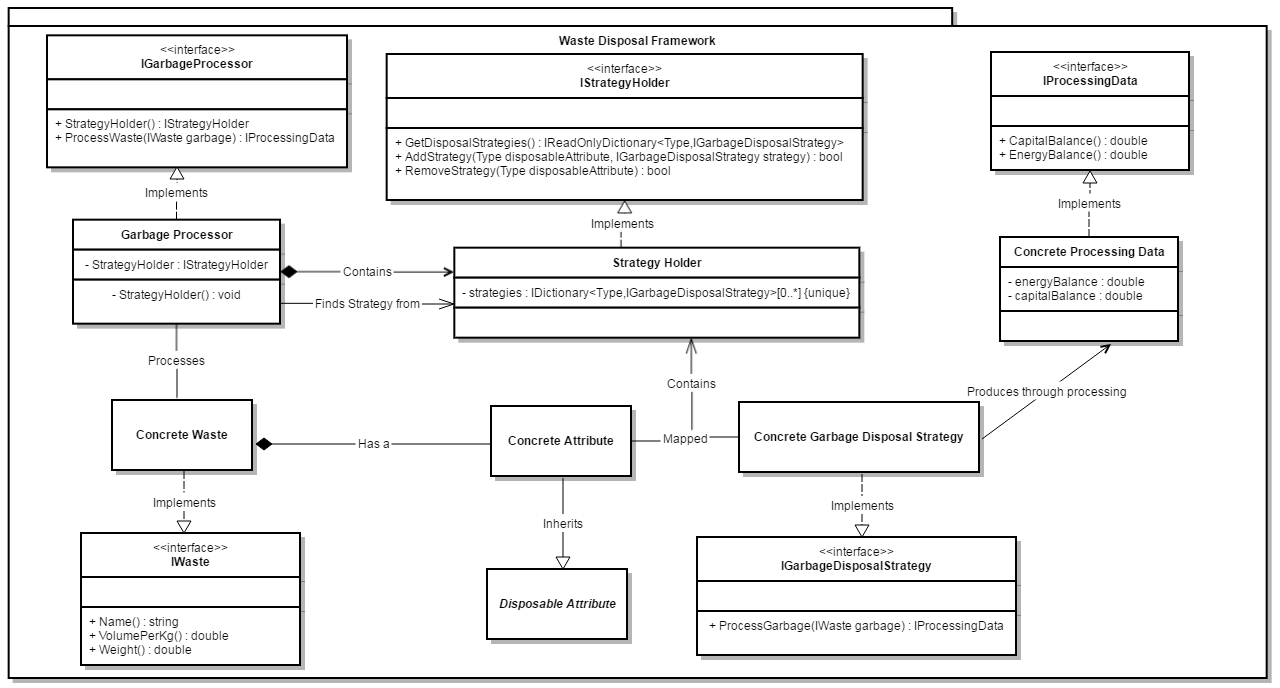 Waste Disposal Framework
<<interface>>
IGarbageProcessor
+ StrategyHolder() : IStrategyHolder
+ ProcessWaste(IWaste garbage) : IProcessingData
<<interface>>
IStrategyHolder
+ GetDisposalStrategies() : IReadOnlyDictionary<Type,IGarbageDisposalStrategy>
+ AddStrategy(Type disposableAttribute, IGarbageDisposalStrategy strategy) : bool
+ RemoveStrategy(Type disposableAttribute) : bool
<<interface>>
IProcessingData
+ CapitalBalance() : double
+ EnergyBalance() : double
Implements
Implements
Implements
Garbage Processor
- StrategyHolder : IStrategyHolder
- StrategyHolder() : void
Contains
Finds Strategy from
Strategy Holder
- strategies : IDictionary<Type,IGarbageDisposalStrategy>[0..*] {unique}
Concrete Processing Data
- energyBalance : double
- capitalBalance : double
Processes
Contains
Produces through processing
Concrete Waste
Has a
Concrete Attribute
Mapped
Concrete Garbage Disposal Strategy
Implements
Inherits
Implements
<<interface>>
IWaste
+ Name() : string
+ VolumePerKg() : double
+ Weight() : double
Disposable Attribute
<<interface>>
IGarbageDisposalStrategy
+ ProcessGarbage(IWaste garbage) : IProcessingData